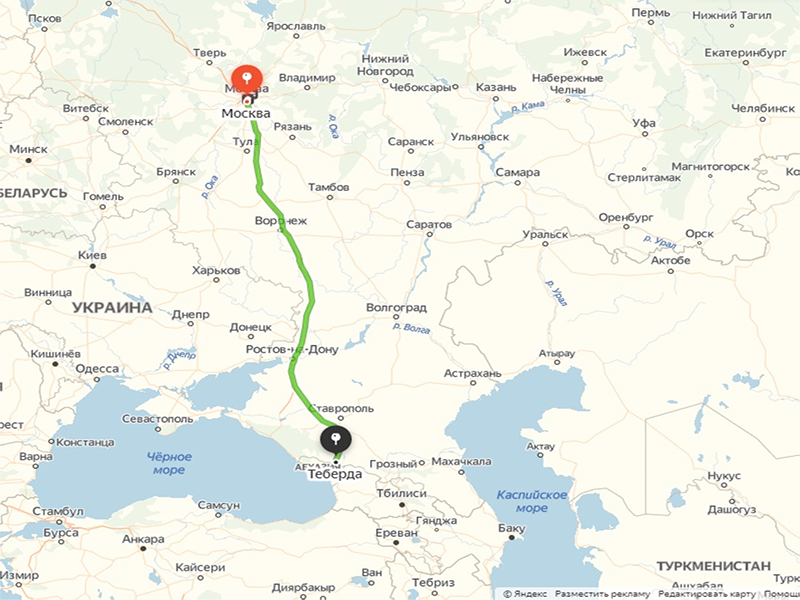 Пермь
Нижний Тагил
Псков
Ярославль
Тверь
Ижевск
Екатеринбург
Нижний
Новгород
Владимир
Чебоксары
Казань
Набережные
Челны
р. Кама
Челябинск
Москва
Витебск
Смоленск
Рязань
р. Ока
Уфа
Минск
Тула
Саранск
Ульяновск
Брянск
Пенза
Самара
Стерлитамак
Магнитогорск
БЕЛАРУСЬ
Гомель
р. Ока
Тамбов
Воронеж
Саратов
Оренбург
Уральск
р. Урал
Орск
Киев
Актобе
Харьков
Винница
р. Урал
УКРАИНА
Днепр
Волгоград
Донецк
р. Волга
Кишинёв
р. Днепр
Ростов-на-Дону
Атырау
Одесса
Астрахань
Ставрополь
Севастополь
Констанца
Актау
Варна
Чёрное
море
АБХАЗИЯ
Теберда
Грозный
Махачкала
Нукус
Каспийское
море
Тбилиси
Дашогуз
Стамбул
Самсун
Гянджа
Бурса
Ереван
Баку
Анкара
Кайсери
Ван
ТУРКМЕНИСТАН
Измир
Диярбакыр
Тебриз
Ашхабад
© Яндекс Разместить рекламу Редактировать карту Помощь